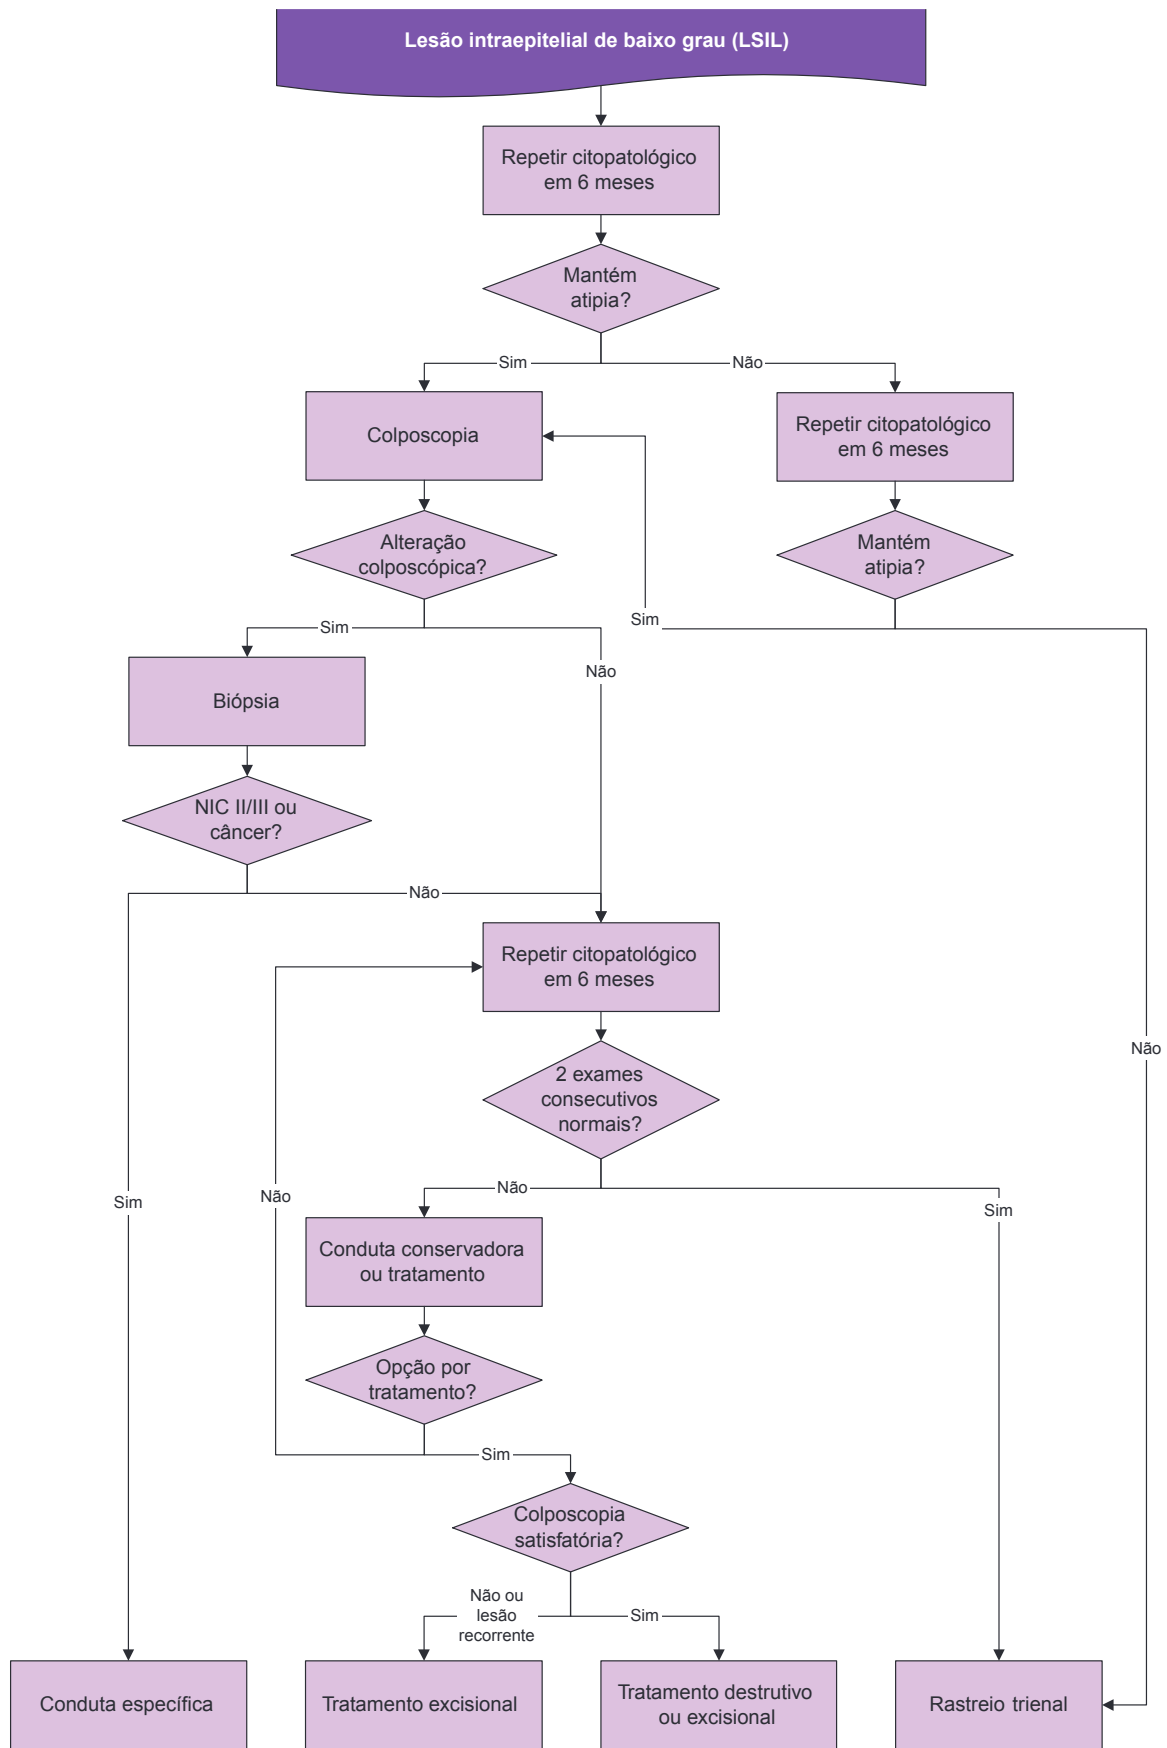 Lesão intraepitelial de baixo grau (LSIL)
Repetir citopatológico
em 6 meses
Mantém
atipia?
Sim
Não
Colposcopia
Repetir citopatológico
em 6 meses
Alteração
colposcópica?
Mantém
atipia?
Sim
Sim
Não
Biópsia
NIC II/III ou
câncer?
Não
Repetir citopatológico
em 6 meses
Não
2 exames
consecutivos
normais?
Sim
Não
Não
Sim
Conduta conservadora
ou tratamento
Opção por
tratamento?
Sim
Colposcopia
satisfatória?
Não ou
lesão
recorrente
Sim
Conduta específica
Tratamento excisional
Tratamento destrutivo
ou excisional
Rastreio trienal